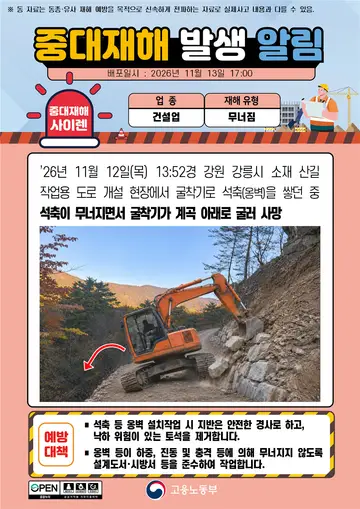 ※ 동 자료는 동종·유사 재해 예방을 목적으로 신속하게 전파하는 자료로 실제사고 내용과 다를 수 있음.
중대재해 발생 알림
배포일시 : 2026년 11월 13일 17:00
중대재해
사이렌
업 종
재해 유형
건설업
무너짐
'26년 11월 12일(목) 13:52경 강원 강릉시 소재 산길
작업용 도로 개설 현장에서 굴착기로 석축(옹벽)을 쌓던 중
석축이 무너지면서 굴착기가 계곡 아래로 굴러 사망
예방
대책
▪ 석축 등 옹벽 설치작업 시 지반은 안전한 경사로 하고,
낙하 위험이 있는 토석을 제거합니다.
▪ 옹벽 등이 하중, 진동 및 충격 등에 의해 무너지지 않도록
설계도서·시방서 등을 준수하여 작업합니다.
OPEN
고용노동부